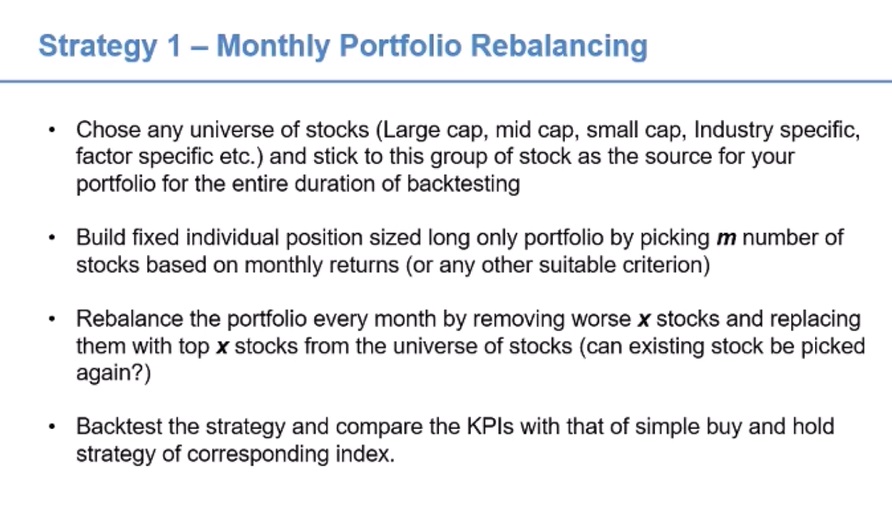 Strategy 1 – Monthly Portfolio Rebalancing
• Chose any universe of stocks (Large cap, mid cap, small cap, Industry specific,
factor specific etc.) and stick to this group of stock as the source for your
portfolio for the entire duration of backtesting
• Build fixed individual position sized long only portfolio by picking m number of
stocks based on monthly returns (or any other suitable criterion)
• Rebalance the portfolio every month by removing worse x stocks and replacing
them with top x stocks from the universe of stocks (can existing stock be picked
again?)
• Backtest the strategy and compare the KPIs with that of simple buy and hold
strategy of corresponding index.